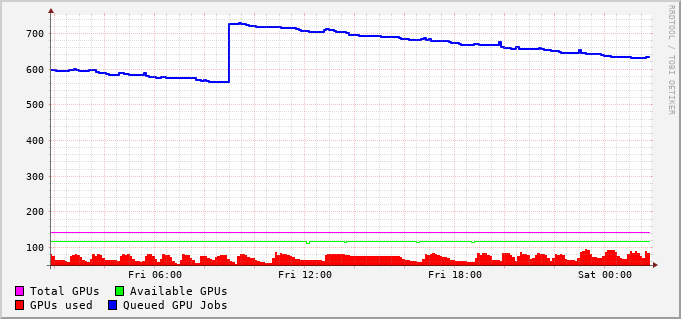 700
600
500
400
300
200
100
Fri 06:00 Fri 12:00 Fri 18:00 Sat 00:00
Total GPUs Available GPUs
GPUs used Queued GPU Jobs
RRDTOOL / TOBI OETIKER